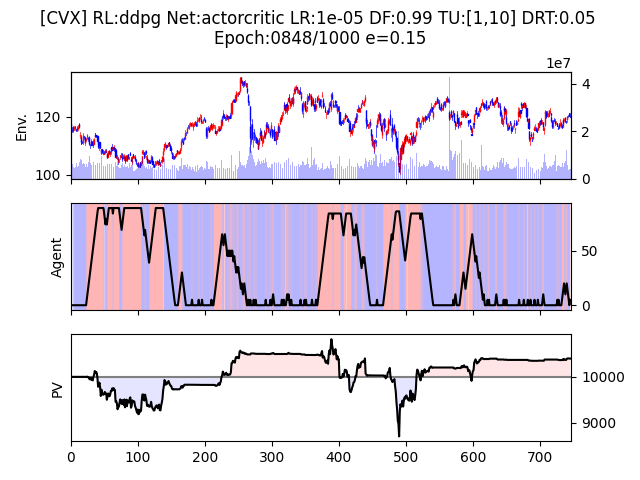 [CVX] RL:ddpg Net:actorcritic LR:1e-05 DF:0.99 TU:[1,10] DRT:0.05
Epoch:0848/1000 e=0.15
1e7
Env.
120
100
4
2
0
Agent
50
0
PV
10000
9000
0
100
200
300
400
500
600
700